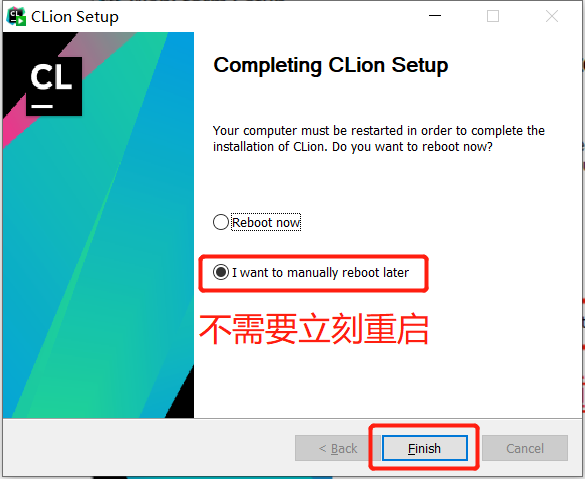 CLion Setup
CL
Completing CLion Setup
Your computer must be restarted in order to complete the
installation of CLion. Do you want to reboot now?
Reboot now
I want to manually reboot later
不需要立刻重启
< Back
Finish
Cancel